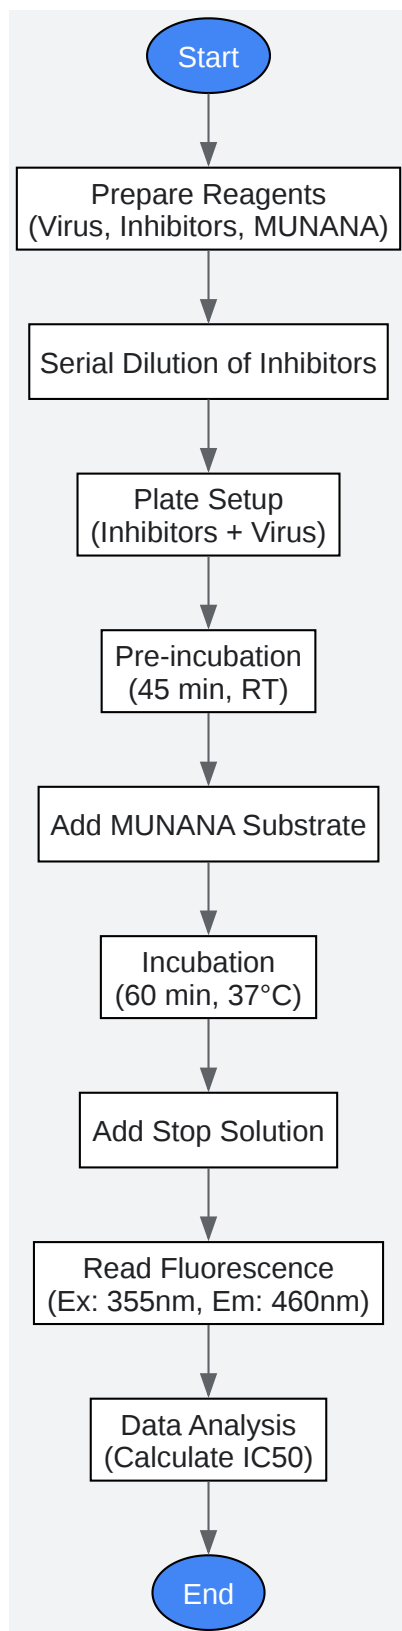 Start
Prepare Reagents
(Virus, Inhibitors, MUNANA)
Serial Dilution of Inhibitors
Plate Setup
(Inhibitors + Virus)
Pre-incubation
(45 min, RT)
Add MUNANA Substrate
Incubation
(60 min, 37°C)
Add Stop Solution
Read Fluorescence
(Ex: 355nm, Em: 460nm)
Data Analysis
(Calculate IC50)
End